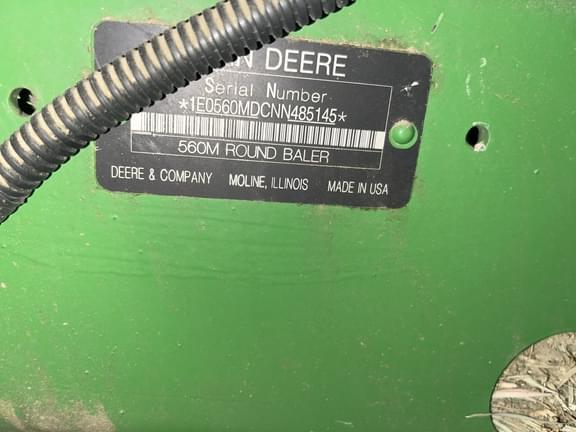 DEERE
Serial Number
*1E0560MDCNN485145*
560M ROUND BALER
DEERE & COMPANY MOLINE, ILLINOIS MADE IN USA